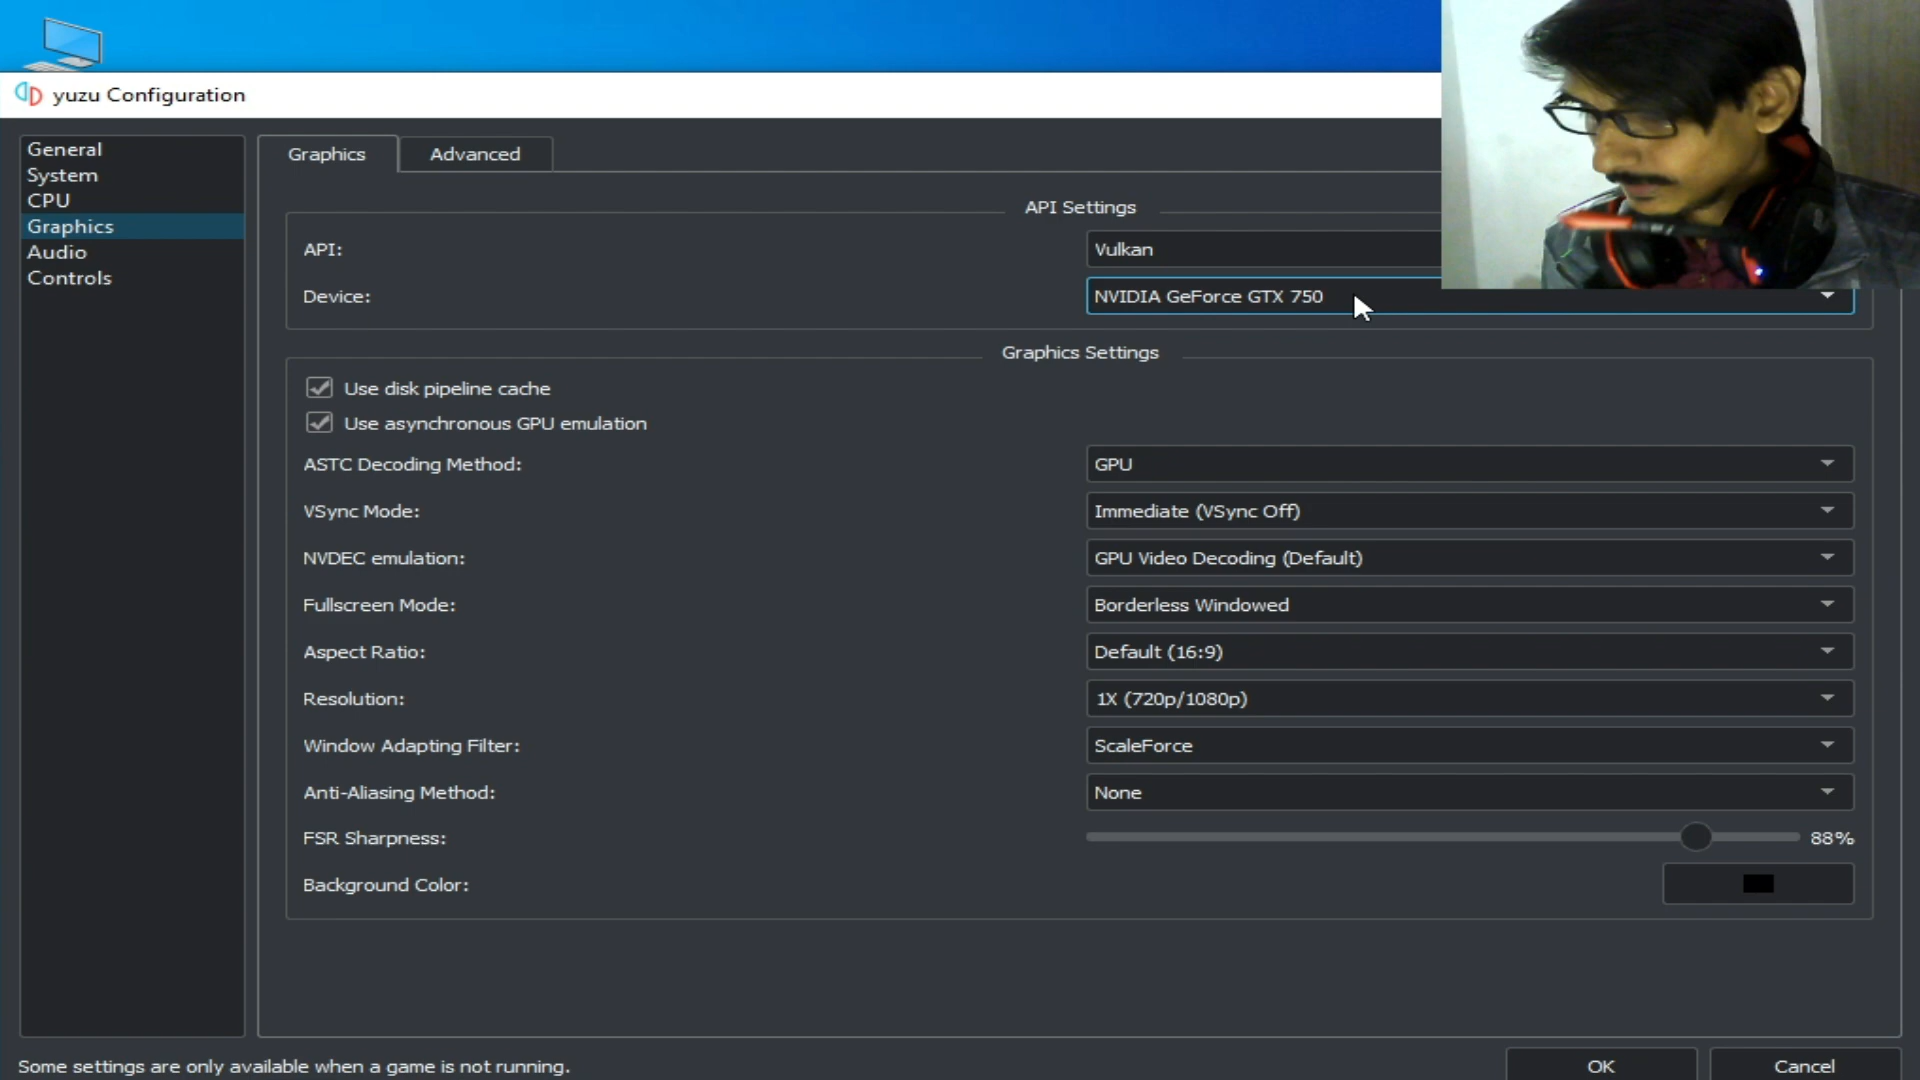 yuzu Configuration
General
System
CPU
Graphics
Audio
Controls
Graphics Advanced
API Settings
API: Vulkan
Device: NVIDIA GeForce GTX 750
Graphics Settings
Use disk pipeline cache
Use asynchronous GPU emulation
ASTC Decoding Method: GPU
VSync Mode: Immediate (VSync Off)
NVDEC emulation: GPU Video Decoding (Default)
Fullscreen Mode: Borderless Windowed
Aspect Ratio: Default (16:9)
Resolution: 1X (720p/1080p)
Window Adapting Filter: ScaleForce
Anti-Aliasing Method: None
FSR Sharpness: 88%
Background Color:
Some settings are only available when a game is not running.
OK Cancel